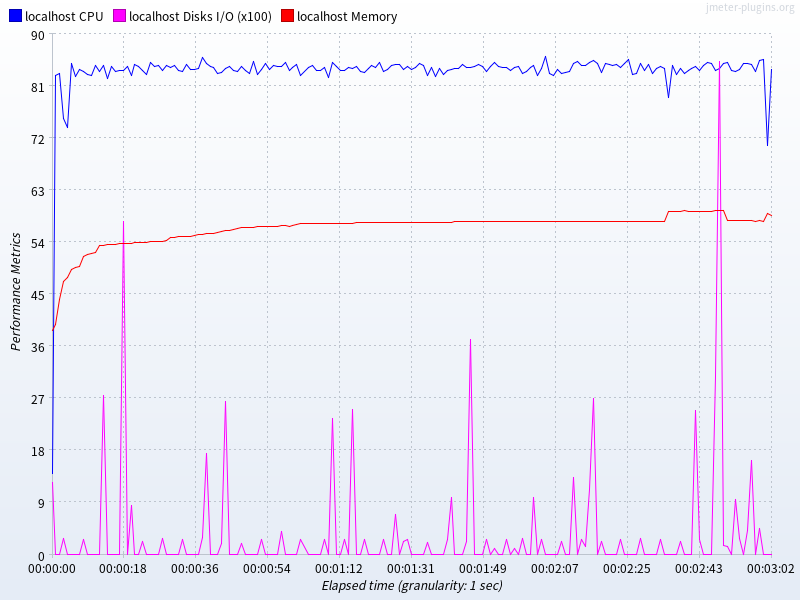 localhost CPU localhost Disks I/O (x100) localhost Memory
jmeter-plugins.org
90
81
72
63
54
45
36
27
18
9
0
Performance Metrics
00:00:00 00:00:18 00:00:36 00:00:54 00:01:12 00:01:31 00:01:49 00:02:07 00:02:25 00:02:43 00:03:02
Elapsed time (granularity: 1 sec)